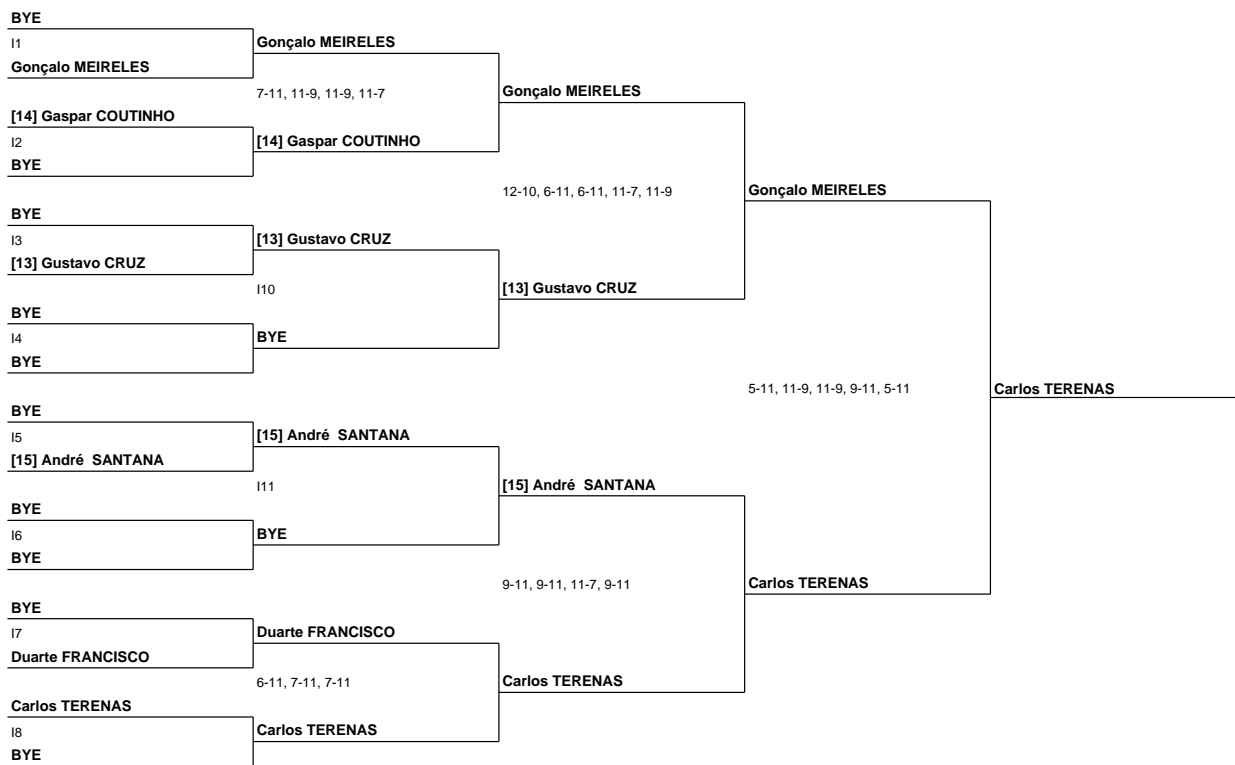 BYE
I1
Gonçalo MEIRELES
Gonçalo MEIRELES
7-11, 11-9, 11-9, 11-7
[14] Gaspar COUTINHO
I2
BYE
[14] Gaspar COUTINHO
Gonçalo MEIRELES
12-10, 6-11, 6-11, 11-7, 11-9
BYE
I3
[13] Gustavo CRUZ
[13] Gustavo CRUZ
I10
BYE
I4
BYE
BYE
[13] Gustavo CRUZ
Gonçalo MEIRELES
5-11, 11-9, 11-9, 9-11, 5-11
Carlos TERENAS
BYE
I5
[15] André SANTANA
[15] André SANTANA
I11
BYE
I6
BYE
BYE
[15] André SANTANA
9-11, 9-11, 11-7, 9-11
Carlos TERENAS
BYE
I7
Duarte FRANCISCO
Duarte FRANCISCO
6-11, 7-11, 7-11
Carlos TERENAS
Carlos TERENAS
I8
BYE
Carlos TERENAS